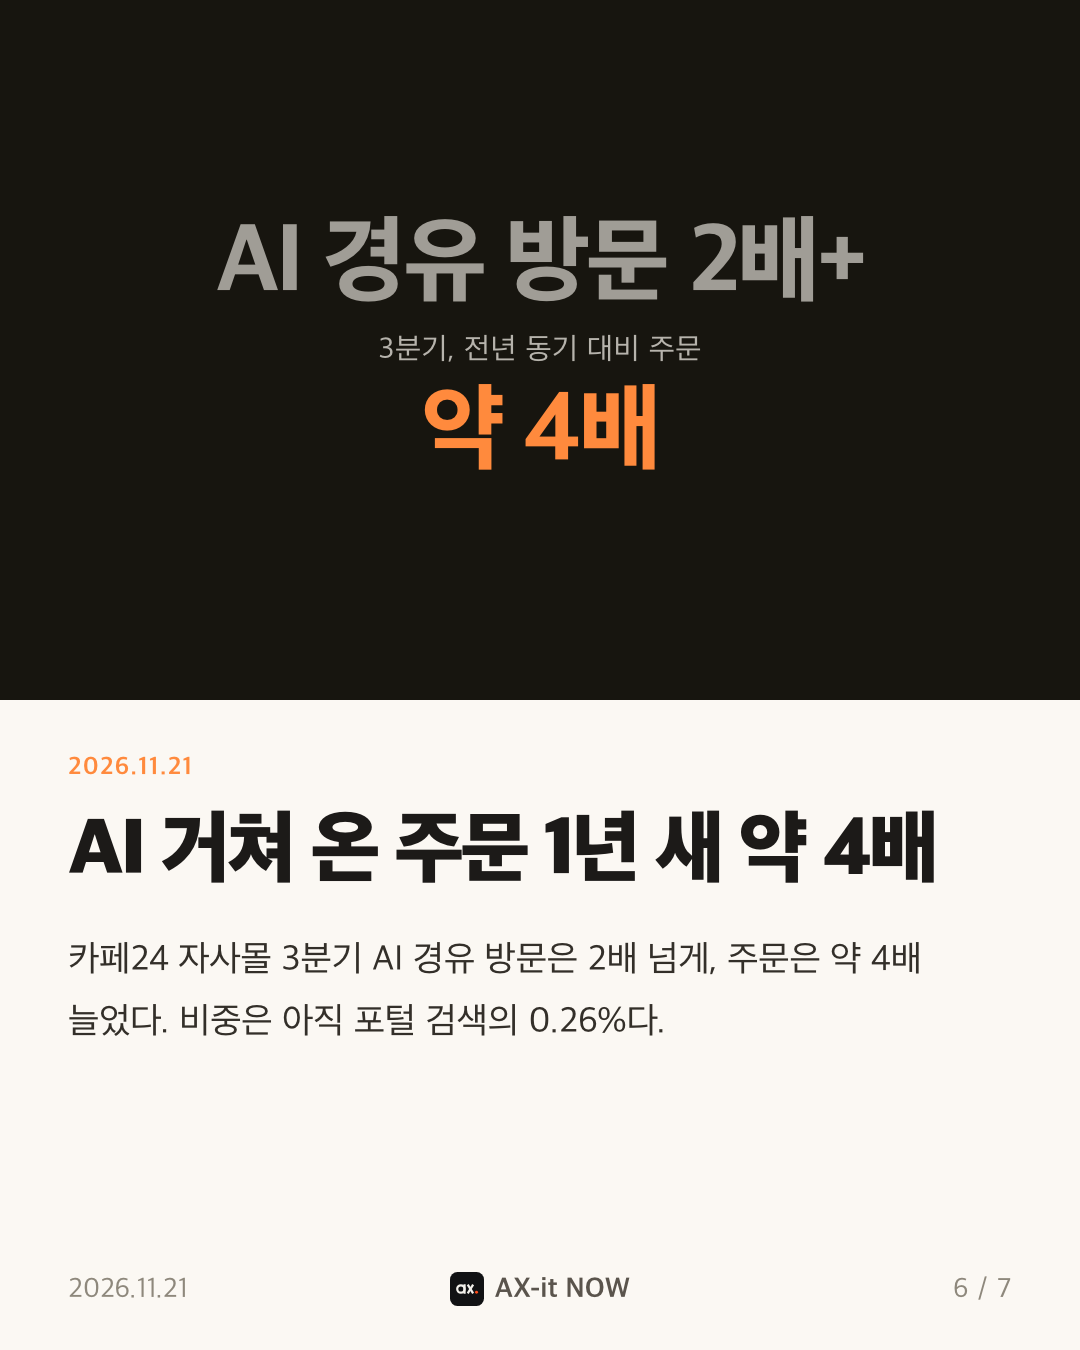 AI 경유 방문 2배+
3분기, 전년 동기 대비 주문
약 4배
2026.11.21
AI 거쳐 온 주문 1년 새 약 4배
카페24 자사몰 3분기 AI 경유 방문은 2배 넘게, 주문은 약 4배
늘었다. 비중은 아직 포털 검색의 0.26%다.
2026.11.21
ax. AX-it NOW
6 / 7